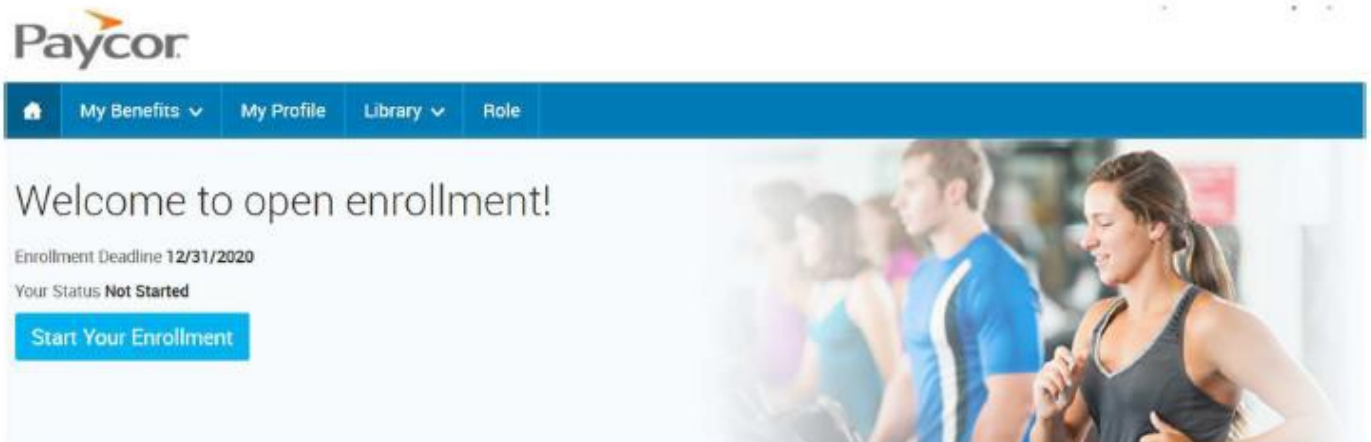 Paycor
My Benefits My Profile Library Role
Welcome to open enrollment!
Enrollment Deadline 12/31/2020
Your Status Not Started
Start Your Enrollment